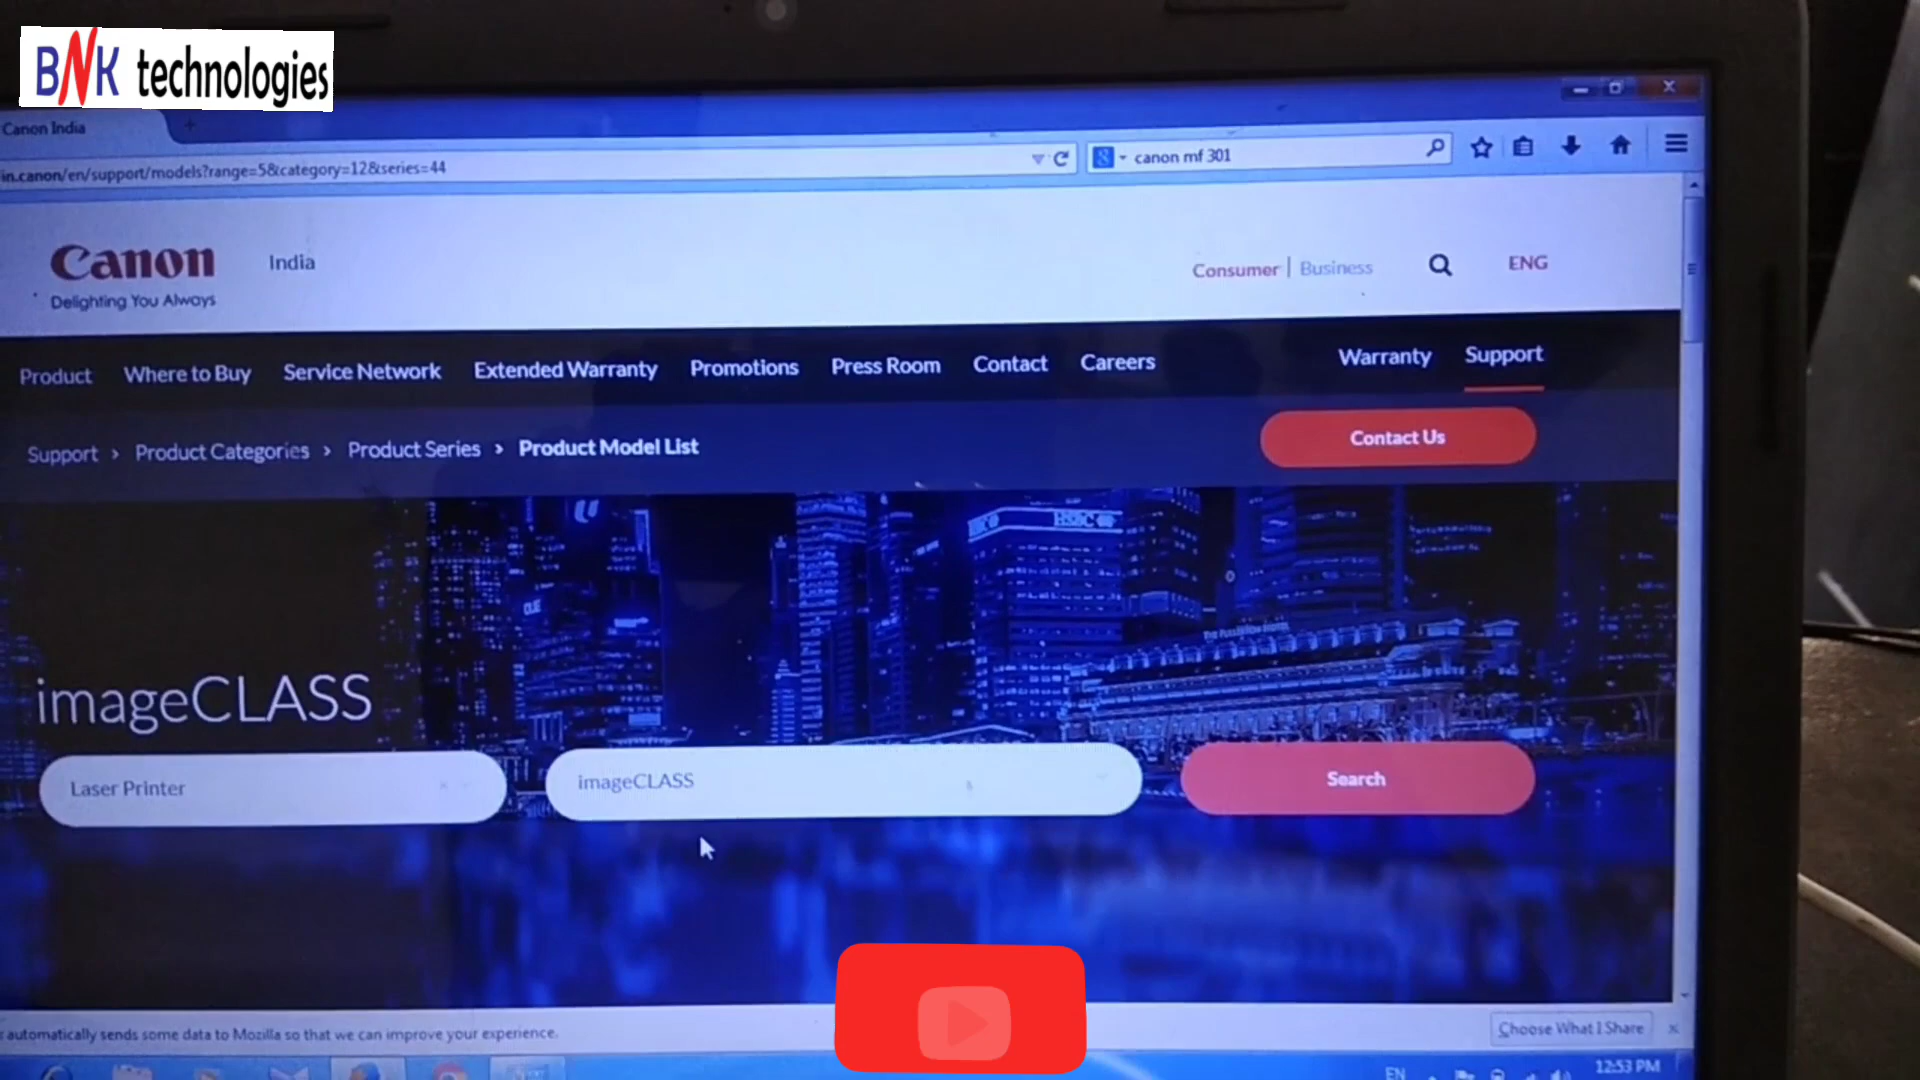 BNK technologies
Canon India
in.canon/en/support/models?range=5&category=12&series=44
canon mf 301
Canon
India
Delighting You Always
Consumer | Business
ENG
Product
Where to Buy
Service Network
Extended Warranty
Promotions
Press Room
Contact
Careers
Warranty
Support
Support > Product Categories > Product Series > Product Model List
Contact Us
HSBC
THE FULLERTON HOTEL
imageCLASS
Laser Printer
imageCLASS
Search
automatically sends some data to Mozilla so that we can improve your experience.
Choose What I Share
EN
12:53 PM